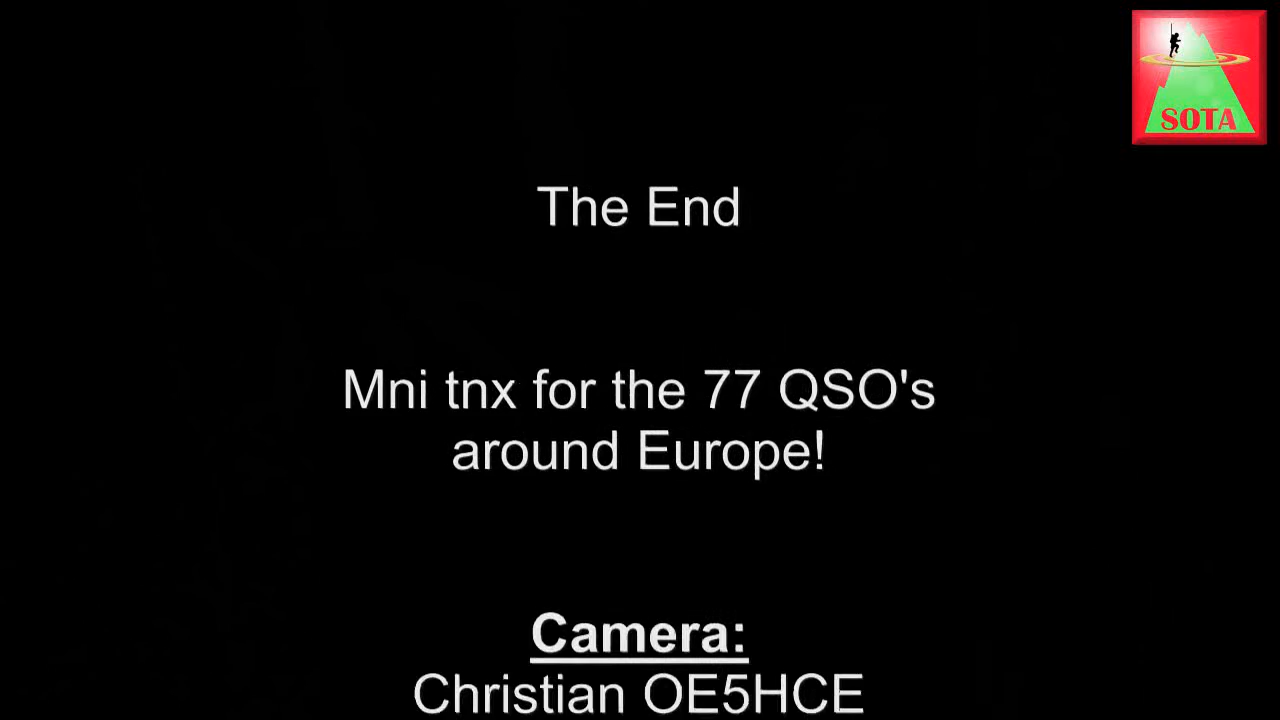 SOTA
The End
Mni tnx for the 77 QSO's
around Europe!
Camera:
Christian OE5HCE